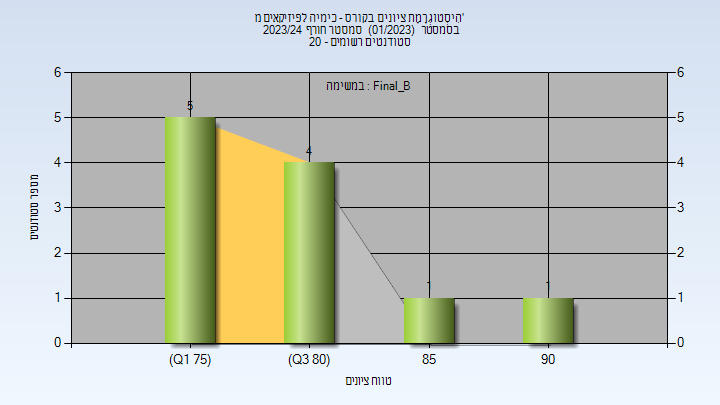 היסטוגרמת ציונים בקורס - כימיה לפיזיקאים מ'
בסמסטר (01/2023) סמסטר חורף 2023/24
סטודנטים רשומים - 20
במשימה : Final_B
6 6
5 5
5
4 4
4
3 3
2 2
1 1
1 1
0 0
מספר סטודנטים
(Q1 75) (Q3 80) 85 90
טווח ציונים